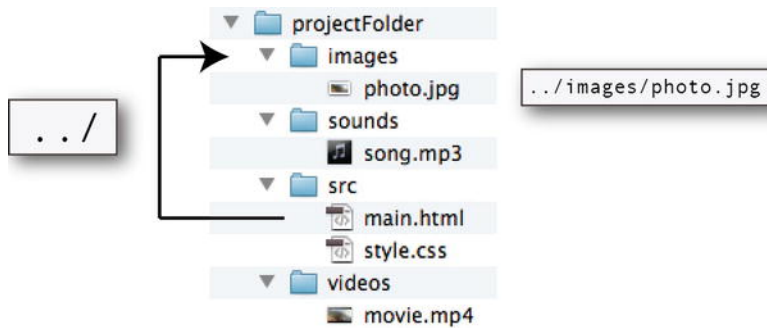 projectFolder
images
photo.jpg
../images/photo.jpg
sounds
../
song.mp3
src
main.html
style.css
videos
movie.mp4